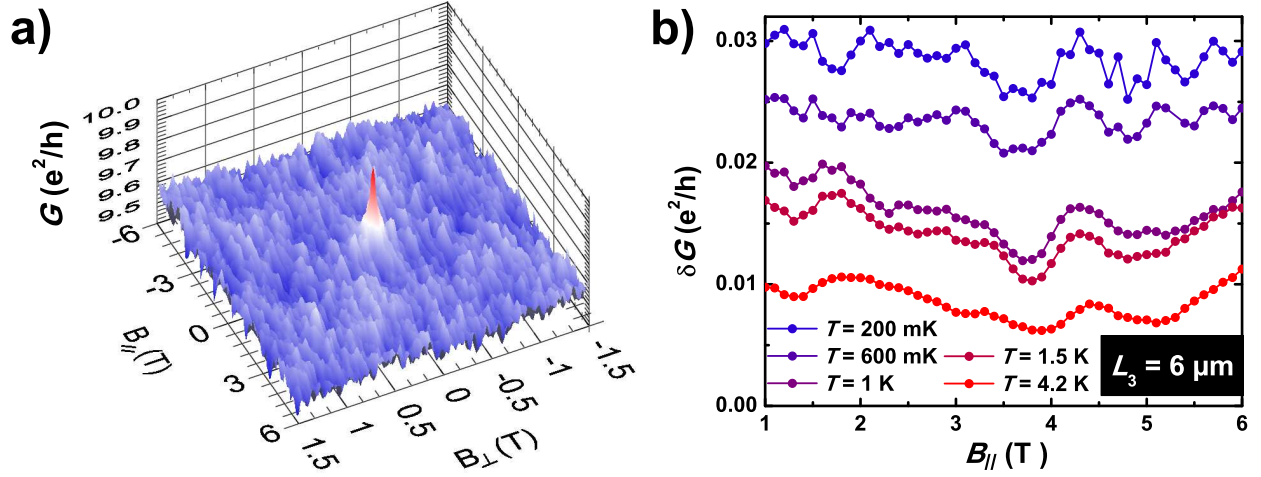 a)
G (e²/h)
10.0
9.9
9.8
9.7
9.6
9.5
-6
-3
0
3
6
B//(T)
1.5
1
0.5
0
-0.5
-1
-1.5
B⊥(T)
b)
δG (e²/h)
0.03
0.02
0.01
0.00
T = 200 mK
T = 600 mK
T = 1 K
T = 1.5 K
T = 4.2 K
L₃ = 6 µm
1 2 3 4 5 6
B// (T )